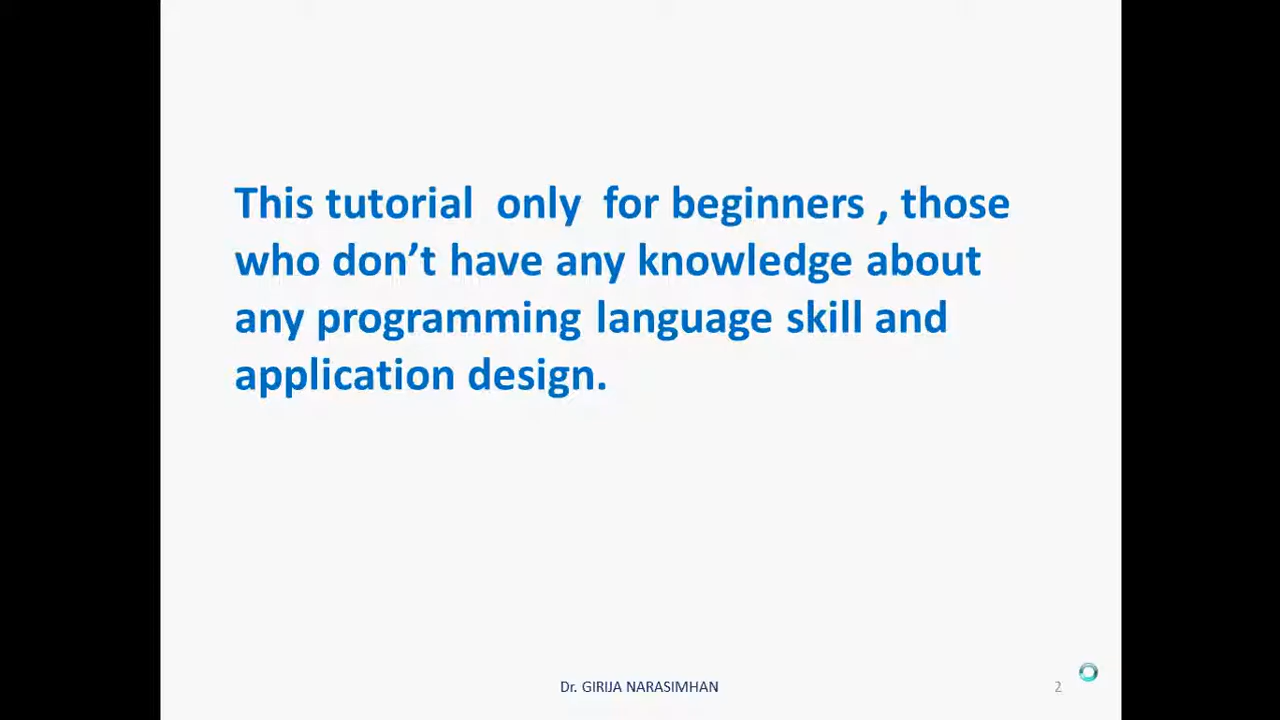 This tutorial  only  for beginners , those
who don’t have any knowledge about
any programming language skill and
application design.
Dr. GIRIJA NARASIMHAN
2